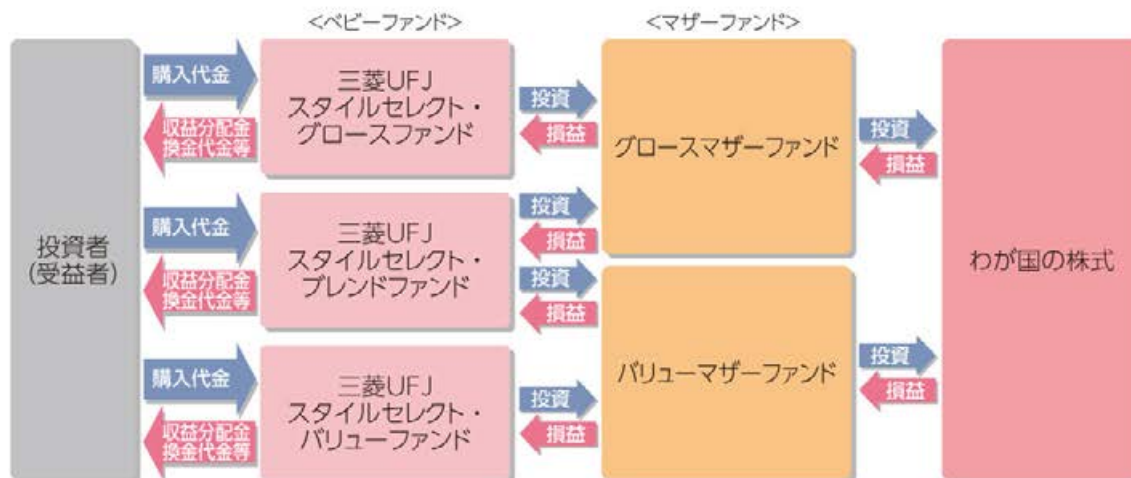 <ベビーファンド>
<マザーファンド>
投資者
(受益者)
購入代金
収益分配金
換金代金等
三菱UFJ
スタイルセレクト・
グロースファンド
投資
損益
購入代金
収益分配金
換金代金等
三菱UFJ
スタイルセレクト・
ブレンドファンド
投資
損益
投資
損益
購入代金
収益分配金
換金代金等
三菱UFJ
スタイルセレクト・
バリューファンド
投資
損益
グロースマザーファンド
投資
損益
バリューマザーファンド
投資
損益
わが国の株式